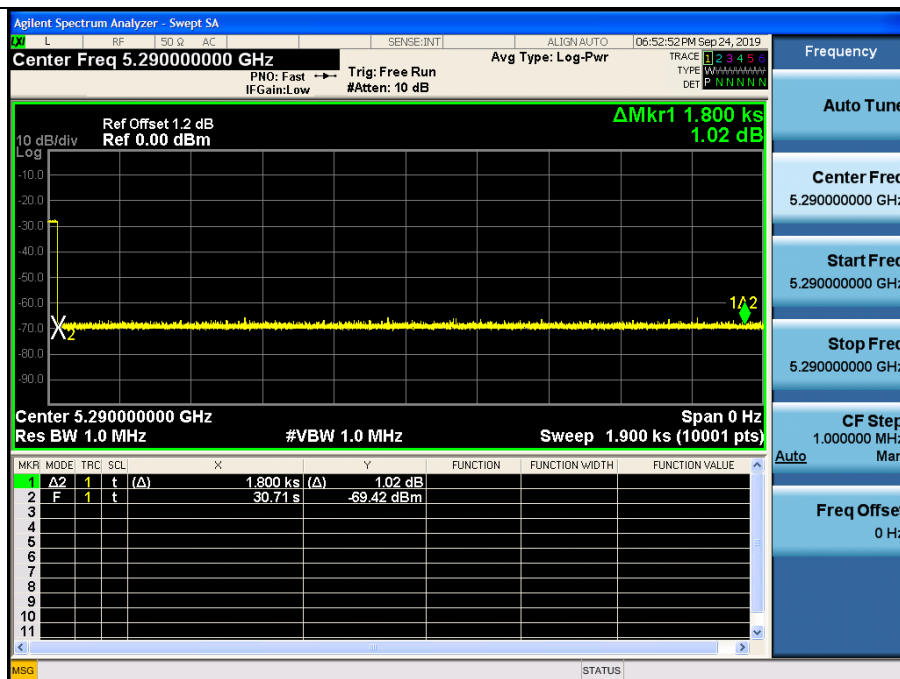 Agilent Spectrum Analyzer - Swept SA
LXI L RF 50 Ω AC SENSE:INT ALIGNAUTO 06:52:52 PM Sep 24, 2019
Center Freq 5.290000000 GHz
PNO: Fast
IFGain:Low
Trig: Free Run
#Atten: 10 dB
Avg Type: Log-Pwr
TRACE 1 2 3 4 5 6
TYPE
DET P N N N N N
ΔMkr1 1.800 ks
1.02 dB
Ref Offset 1.2 dB
10 dB/div Ref 0.00 dBm
Log
-10.0
-20.0
-30.0
-40.0
-50.0
-60.0
-70.0
-80.0
-90.0
1Δ2
X2
Center 5.290000000 GHz Span 0 Hz
Res BW 1.0 MHz #VBW 1.0 MHz Sweep 1.900 ks (10001 pts)
MKR MODE TRC SCL X Y FUNCTION FUNCTION WIDTH FUNCTION VALUE
1 Δ2 1 t (Δ) 1.800 ks (Δ) 1.02 dB
2 F 1 t 30.71 s -69.42 dBm
3
4
5
6
7
8
9
10
11
MSG STATUS
Frequency
Auto Tune
Center Freq
5.290000000 GHz
Start Freq
5.290000000 GHz
Stop Freq
5.290000000 GHz
CF Step
1.000000 MHz
Auto Man
Freq Offset
0 Hz